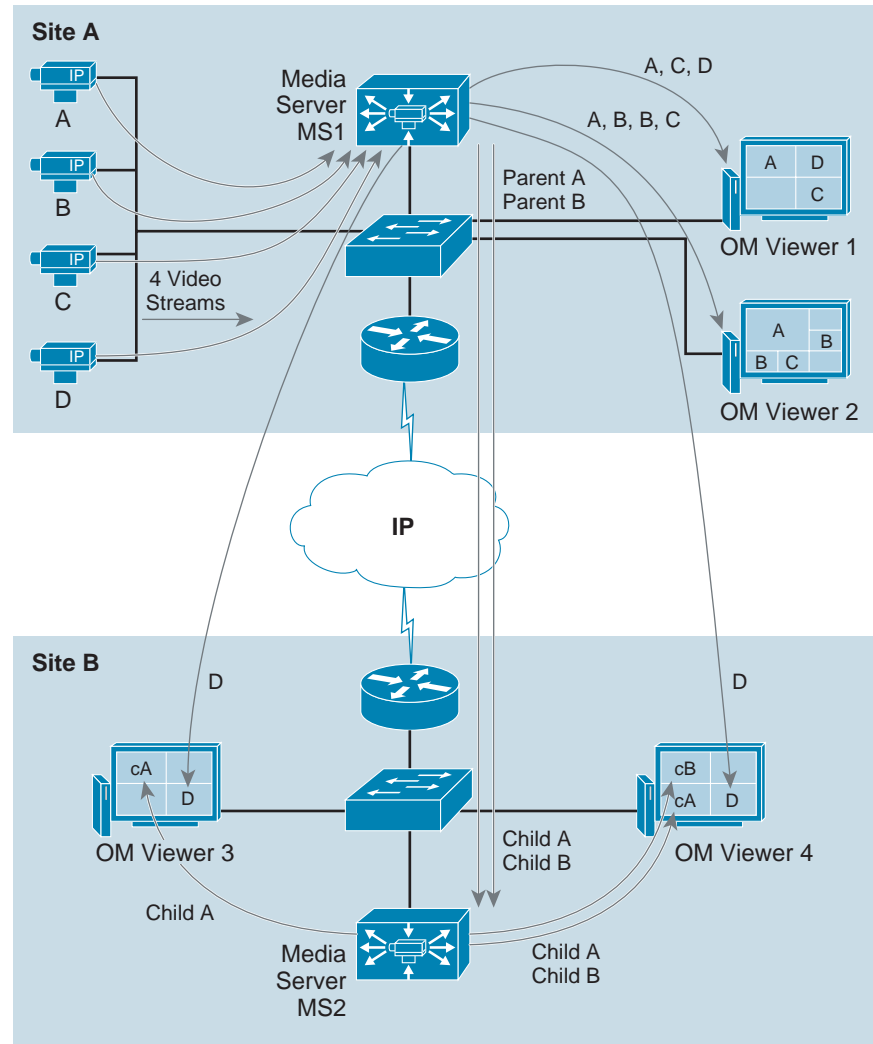 Site A
IP
A
IP
B
IP
C
IP
D
4 Video
Streams
Media
Server
MS1
A, C, D
A, B, B, C
Parent A
Parent B
A
D
C
OM Viewer 1
A
B
B
C
OM Viewer 2
IP
Site B
D
D
cA
D
OM Viewer 3
cB
cA
D
OM Viewer 4
Child A
Child B
Child A
Media
Server
MS2
Child A
Child B